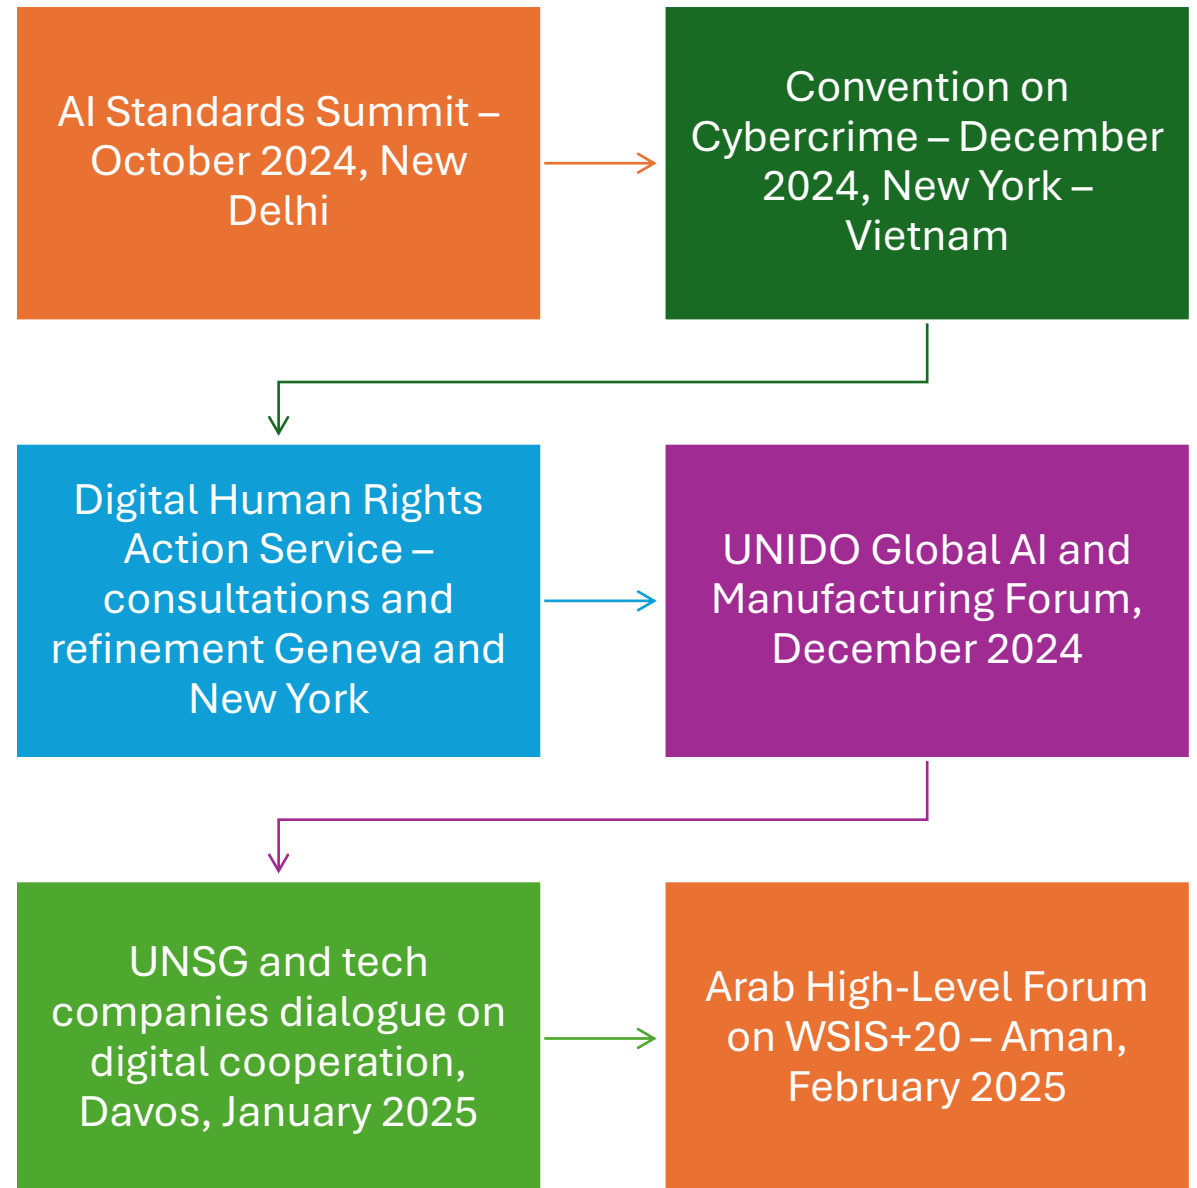 AI Standards Summit –
October 2024, New
Delhi
Convention on
Cybercrime – December
2024, New York –
Vietnam
Digital Human Rights
Action Service –
consultations and
refinement Geneva and
New York
UNIDO Global AI and
Manufacturing Forum,
December 2024
UNSG and tech
companies dialogue on
digital cooperation,
Davos, January 2025
Arab High-Level Forum
on WSIS+20 – Aman,
February 2025